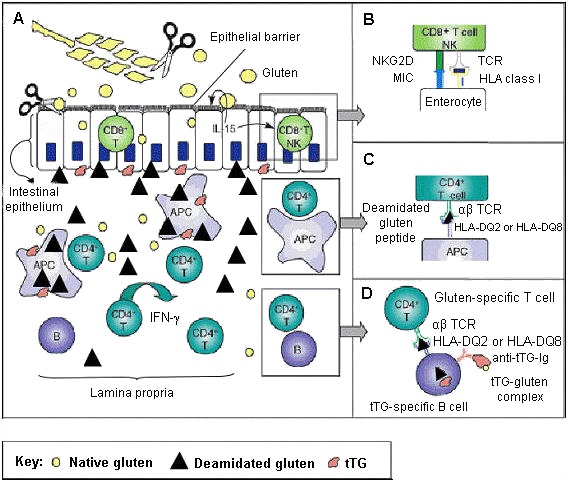 A
Epithelial barrier
Gluten
IL-15
CD8⁺
T
CD8⁺T
NK
Intestinal
epithelium
APC
APC
CD4⁺
T
CD4⁺
T
CD4⁺
T
IFN-γ
CD4⁺
T
B
Lamina propria
CD4⁺
T
APC
CD4⁺
T
B
B
CD8⁺ T cell
NK
NKG2D
TCR
MIC
HLA class I
Enterocyte
C
CD4⁺
T -cell
Deamidated
gluten
peptide
αβ TCR
HLA-DQ2 or HLA-DQ8
APC
D
CD4⁺
T
Gluten-specific T cell
αβ TCR
HLA-DQ2 or HLA-DQ8
anti-tTG-Ig
tTG-gluten
complex
tTG-specific B cell
Key: Native gluten Deamidated gluten tTG